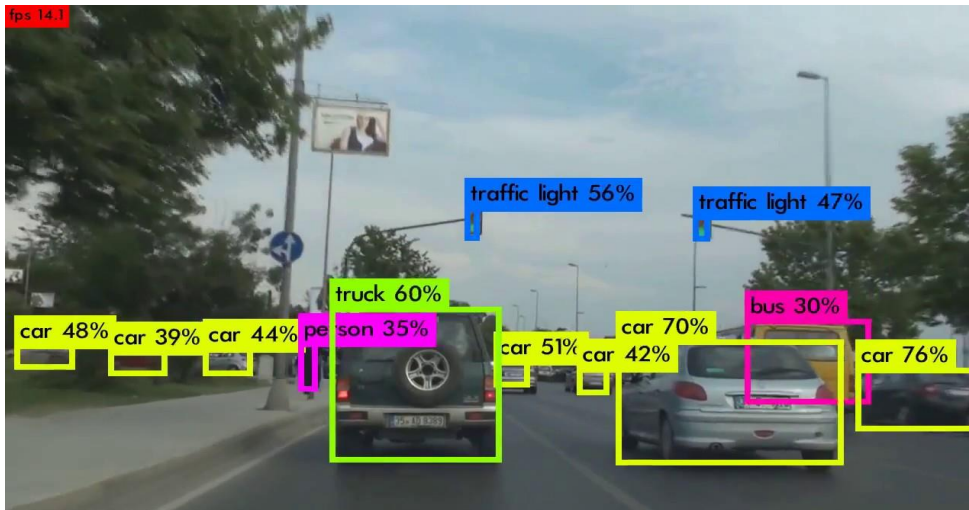 fps 14.1
traffic light 56%
traffic light 47%
truck 60%
bus 30%
car 48%
car 39%
car 44%
person 35%
car 51%
car 42%
car 70%
car 76%